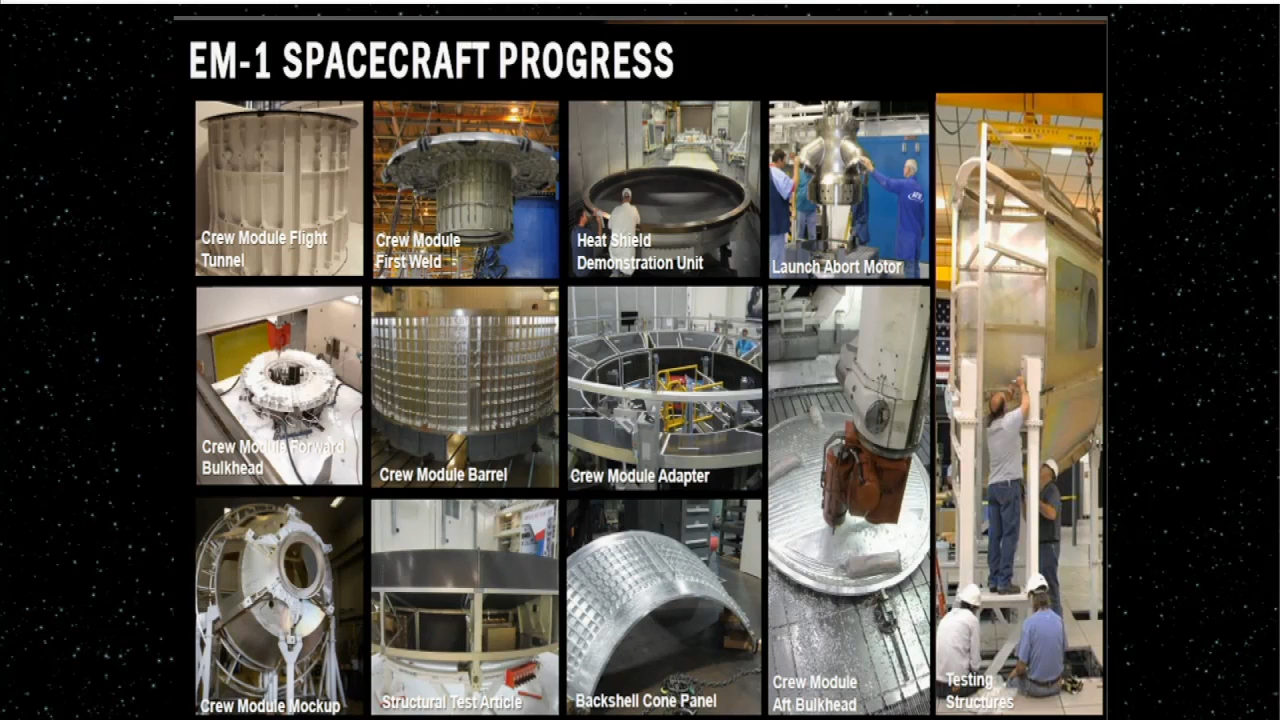 EM-1 SPACECRAFT PROGRESS
Crew Module Flight
Tunnel
Crew Module
First Weld
Heat Shield
Demonstration Unit
Launch Abort Motor
Crew Module Forward
Bulkhead
Crew Module Barrel
Crew Module Adapter
Crew Module Mockup
Structural Test Article
Backshell Cone Panel
Crew Module
Aft Bulkhead
Testing
Structures